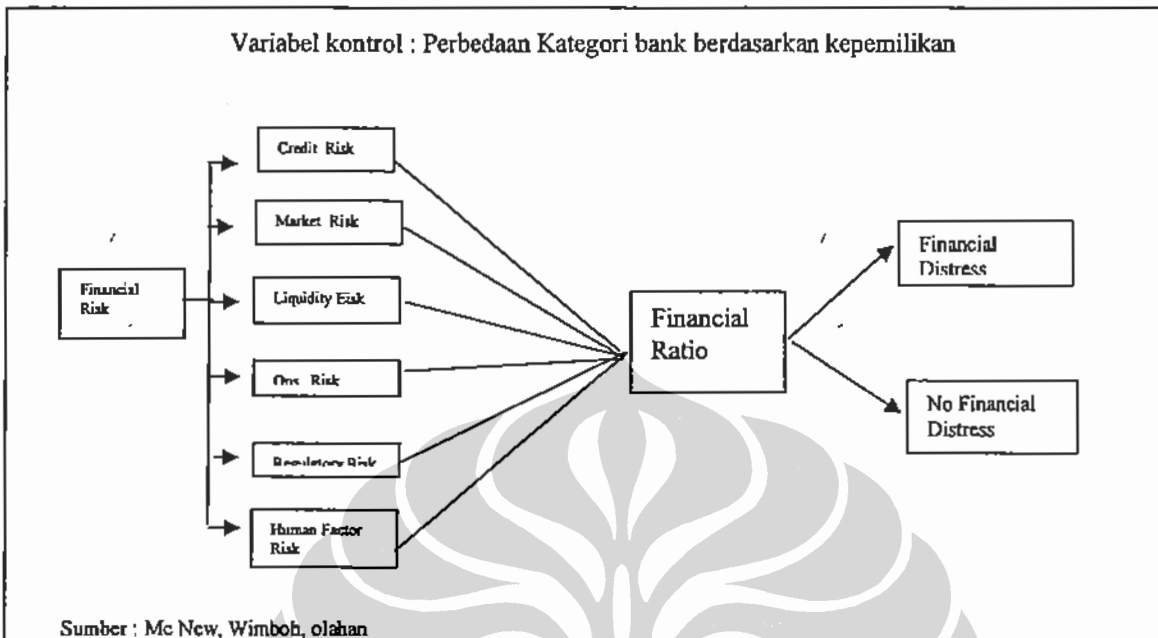 Variabel kontrol : Perbedaan Kategori bank berdasarkan kepemilikan
Credit Risk
Market Risk
Financial
Risk
Liquidity Risk
Ops. Risk
Regulatory Risk
Human Factor
Risk
Financial
Ratio
Financial
Distress
No Financial
Distress
Sumber : Mc New, Wimboh, olahan